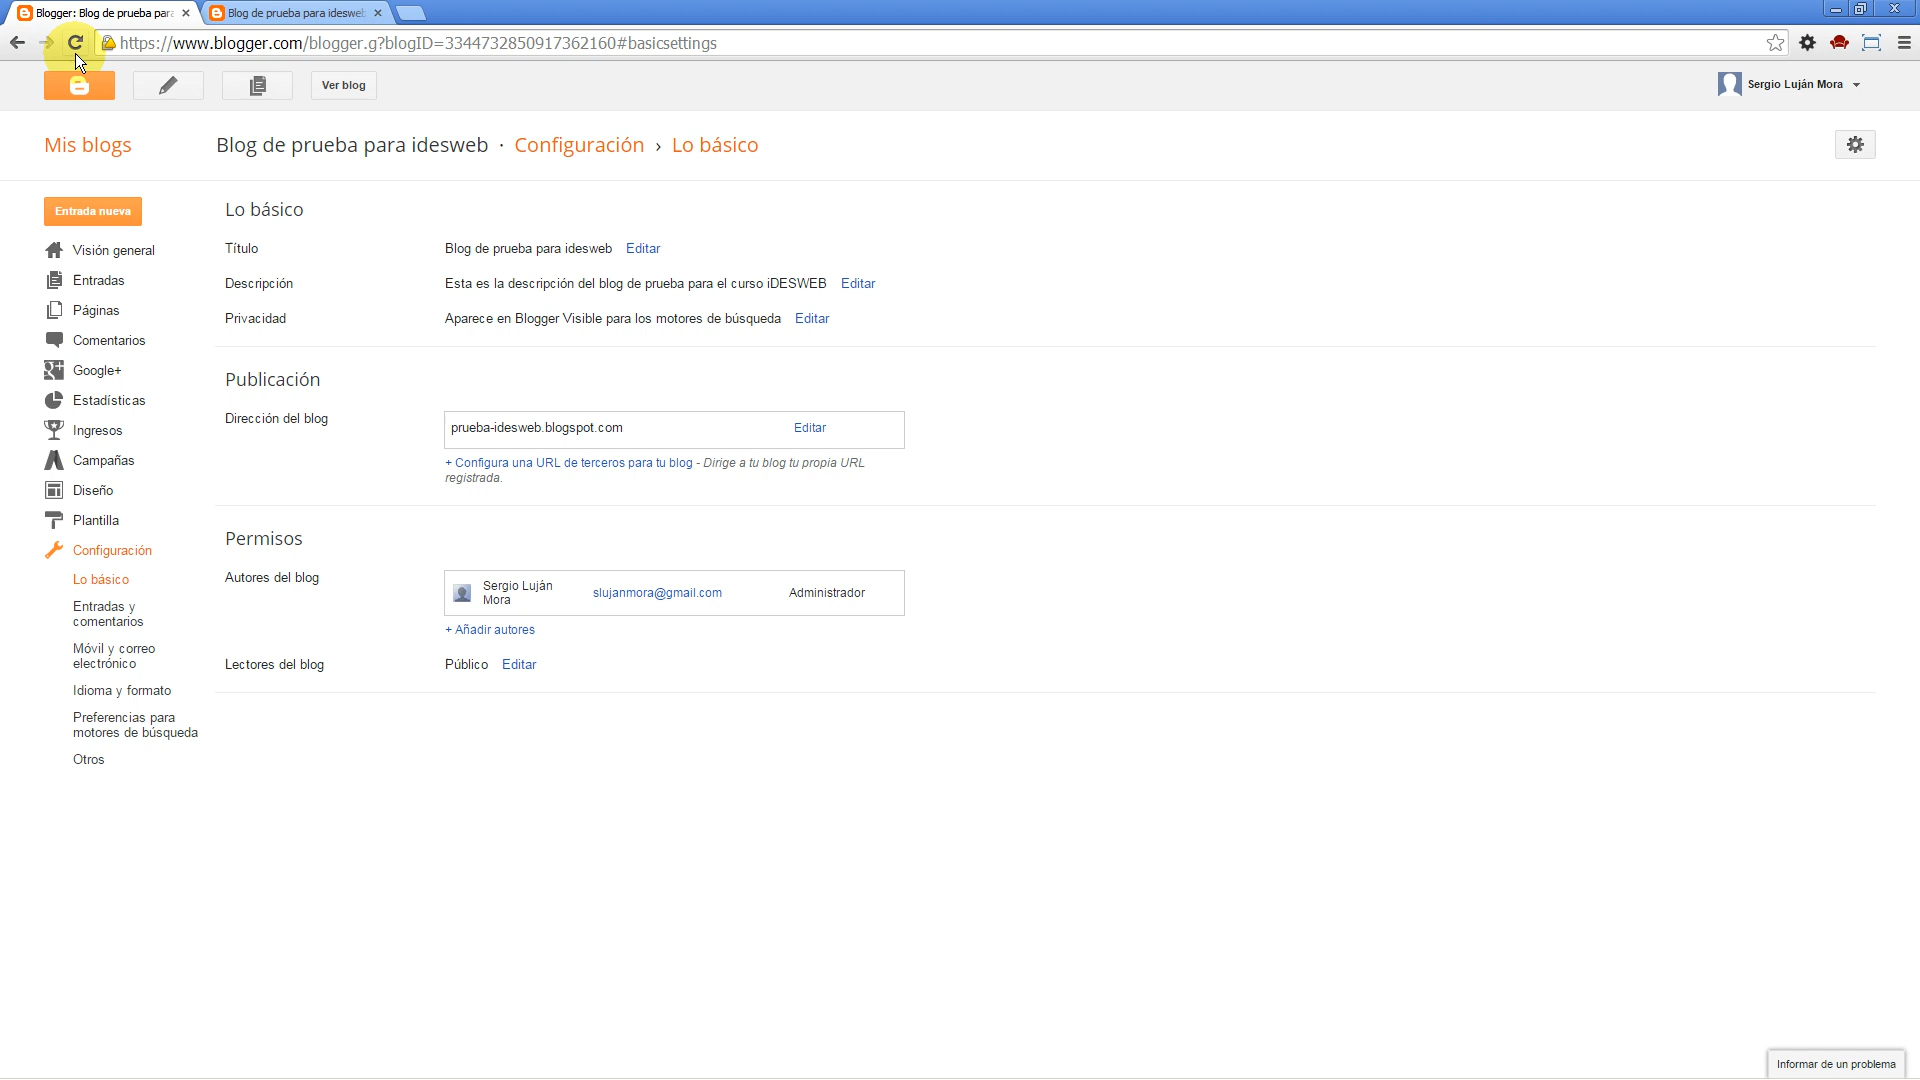 Blogger: Blog de prueba para
Blog de prueba para idesweb
https://www.blogger.com/blogger.g?blogID=3344732850917362160#basicsettings
Ver blog
Sergio Luján Mora
Mis blogs
Blog de prueba para idesweb · Configuración › Lo básico
Entrada nueva
Visión general
Entradas
Páginas
Comentarios
Google+
Estadísticas
Ingresos
Campañas
Diseño
Plantilla
Configuración
Lo básico
Entradas y
comentarios
Móvil y correo
electrónico
Idioma y formato
Preferencias para
motores de búsqueda
Otros
Lo básico
Título Blog de prueba para idesweb Editar
Descripción Esta es la descripción del blog de prueba para el curso iDESWEB Editar
Privacidad Aparece en Blogger Visible para los motores de búsqueda Editar
Publicación
Dirección del blog prueba-idesweb.blogspot.com Editar
+ Configura una URL de terceros para tu blog - Dirige a tu blog tu propia URL
registrada.
Permisos
Autores del blog Sergio Luján
Mora slujanmora@gmail.com Administrador
+ Añadir autores
Lectores del blog Público Editar
Informar de un problema